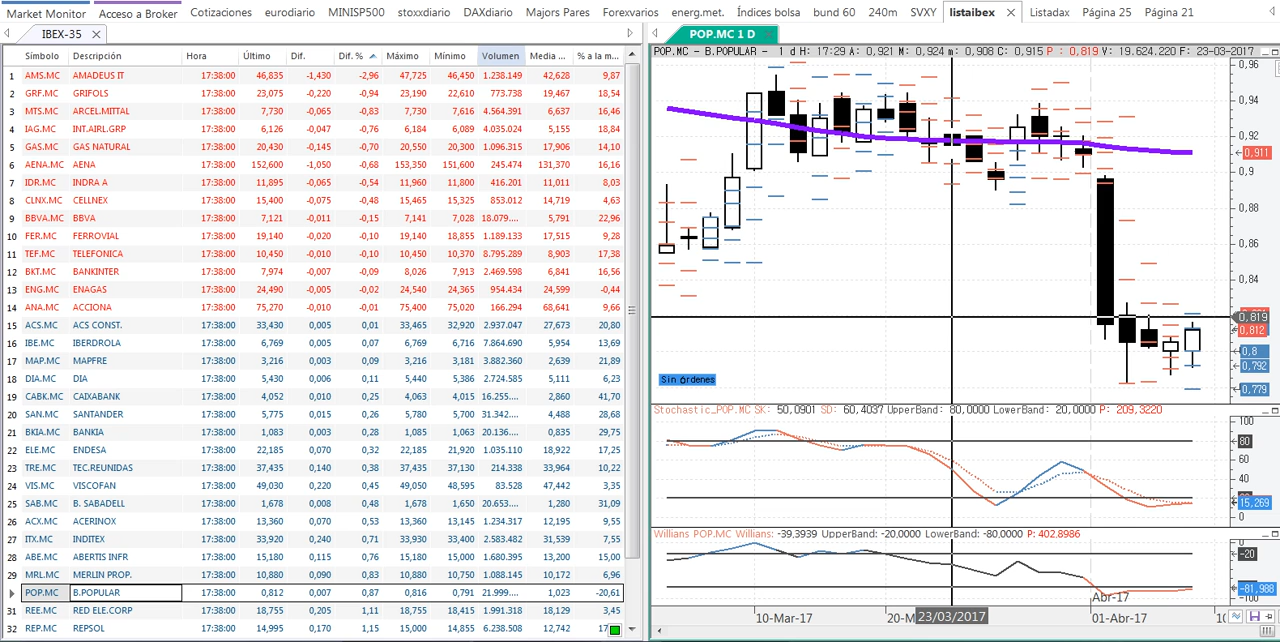 Market Monitor Acceso a Broker Cotizaciones eurodiario MINISP500 stoxxdiario DAXdiario Majors Pares Forexvarios energ.met. Índices bolsa bund 60 240m SVXY listaibex Listadax Página 25 Página 21
IBEX-35 POP.MC 1 D
Símbolo Descripción Hora Último Dif. Dif. % Máximo Mínimo Volumen Media ... % a la m...
1 AMS.MC AMADEUS IT 17:38:00 46,835 -1,430 -2,96 47,725 46,450 1.238.149 42,628 9,87
2 GRF.MC GRIFOLS 17:38:00 23,075 -0,220 -0,94 23,190 22,610 773.738 19,467 18,54
3 MTS.MC ARCEL.MITTAL 17:38:00 7,730 -0,065 -0,83 7,730 7,616 4.564.391 6,637 16,46
4 IAG.MC INT.AIRL.GRP 17:38:00 6,126 -0,047 -0,76 6,184 6,089 4.035.024 5,155 18,84
5 GAS.MC GAS NATURAL 17:38:00 20,430 -0,145 -0,70 20,550 20,300 1.096.315 17,906 14,10
6 AENA.MC AENA 17:38:00 152,600 -1,050 -0,68 153,350 151,600 245.474 131,370 16,16
7 IDR.MC INDRA A 17:38:00 11,895 -0,065 -0,54 11,960 11,800 416.201 11,011 8,03
8 CLNX.MC CELLNEX 17:38:00 15,400 -0,075 -0,48 15,465 15,325 853.012 14,719 4,63
9 BBVA.MC BBVA 17:38:00 7,121 -0,011 -0,15 7,141 7,028 18.079.... 5,791 22,96
10 FER.MC FERROVIAL 17:38:00 19,140 -0,020 -0,10 19,140 18,855 1.189.133 17,515 9,28
11 TEF.MC TELEFONICA 17:38:00 10,450 -0,010 -0,10 10,450 10,370 8.795.289 8,903 17,38
12 BKT.MC BANKINTER 17:38:00 7,974 -0,007 -0,09 8,026 7,913 2.469.598 6,841 16,56
13 ENG.MC ENAGAS 17:38:00 24,490 -0,005 -0,02 24,540 24,365 954.434 24,599 -0,44
14 ANA.MC ACCIONA 17:38:00 75,270 -0,010 -0,01 75,400 75,020 166.294 68,641 9,66
15 ACS.MC ACS CONST. 17:38:00 33,430 0,005 0,01 33,465 32,920 2.937.047 27,673 20,80
16 IBE.MC IBERDROLA 17:38:00 6,769 0,005 0,07 6,769 6,716 7.864.690 5,954 13,69
17 MAP.MC MAPFRE 17:38:00 3,216 0,003 0,09 3,216 3,181 3.882.360 2,639 21,89
18 DIA.MC DIA 17:38:00 5,430 0,006 0,11 5,440 5,386 2.724.585 5,111 6,23
19 CABK.MC CAIXABANK 17:38:00 4,052 0,010 0,25 4,063 4,015 16.255.... 2,860 41,70
20 SAN.MC SANTANDER 17:38:00 5,775 0,015 0,26 5,780 5,700 31.342.... 4,488 28,68
21 BKIA.MC BANKIA 17:38:00 1,083 0,003 0,28 1,085 1,063 20.136.... 0,835 29,75
22 ELE.MC ENDESA 17:38:00 22,185 0,070 0,32 22,185 21,920 1.035.110 18,922 17,25
23 TRE.MC TEC.REUNIDAS 17:38:00 37,435 0,140 0,38 37,435 37,130 214.338 33,964 10,22
24 VIS.MC VISCOFAN 17:38:00 49,030 0,220 0,45 49,050 48,595 83.528 47,442 3,35
25 SAB.MC B. SABADELL 17:38:00 1,678 0,008 0,48 1,678 1,650 20.653.... 1,280 31,09
26 ACX.MC ACERINOX 17:38:00 13,360 0,070 0,53 13,360 13,145 1.234.317 12,195 9,55
27 ITX.MC INDITEX 17:38:00 33,920 0,240 0,71 33,930 33,400 2.583.482 31,539 7,55
28 ABE.MC ABERTIS INFR 17:38:00 15,180 0,115 0,76 15,180 15,000 1.680.395 13,200 15,00
29 MRL.MC MERLIN PROP. 17:38:00 10,880 0,090 0,83 10,880 10,745 1.088.145 10,172 6,96
POP.MC B.POPULAR 17:38:00 0,812 0,007 0,87 0,816 0,791 21.999.... 1,023 -20,61
31 REE.MC RED ELE.CORP 17:38:00 18,755 0,205 1,11 18,755 18,415 1.991.318 18,129 3,45
32 REP.MC REPSOL 17:38:00 14,995 0,170 1,15 15,000 14,855 6.508.508 12,742 17
POP.MC - B.POPULAR - 1 d H: 17:29 A: 0,921 M: 0,924 m: 0,908 C: 0,915 P : 0,819 V: 19.624.220 F: 23-03-2017
0,96
0,94
0,92
0,911
0,9
0,88
0,86
0,84
0,819
0,812
0,8
0,792
0,779
Sin órdenes
Stochastic_POP.MC SK: 50,0901 SD: 60,4037 UpperBand: 80,0000 LowerBand: 20,0000 P: 209,3220
100
80
60
40
15,269
0
Willians POP.MC Willians: -39,3939 UpperBand: -20,0000 LowerBand: -80,0000 P: 402,8986
0
-20
-81,988
-100
Abr-17
10-Mar-17 20-M 23/03/2017 01-Abr-17